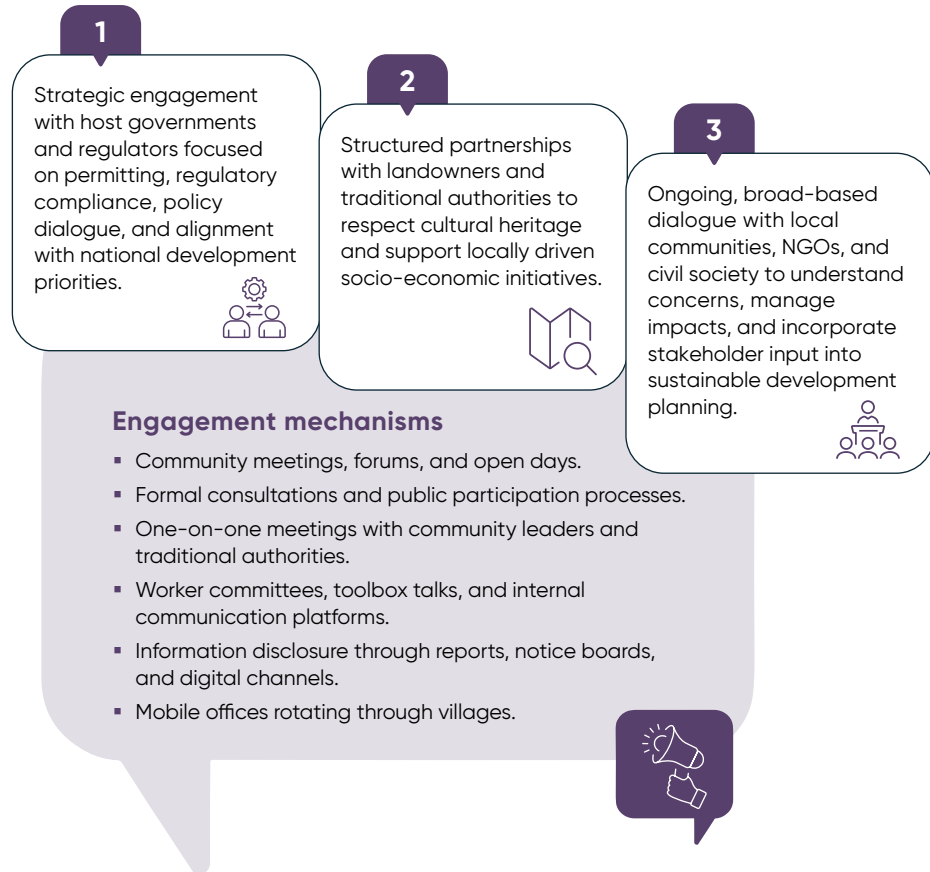 1
Strategic engagement
with host governments
and regulators focused
on permitting, regulatory
compliance, policy
dialogue, and alignment
with national development
priorities.
2
Structured partnerships
with landowners and
traditional authorities to
respect cultural heritage
and support locally driven
socio-economic initiatives.
3
Ongoing, broad-based
dialogue with local
communities, NGOs, and
civil society to understand
concerns, manage
impacts, and incorporate
stakeholder input into
sustainable development
planning.
Engagement mechanisms
▪ Community meetings, forums, and open days.
▪ Formal consultations and public participation processes.
▪ One-on-one meetings with community leaders and
traditional authorities.
▪ Worker committees, toolbox talks, and internal
communication platforms.
▪ Information disclosure through reports, notice boards,
and digital channels.
▪ Mobile offices rotating through villages.